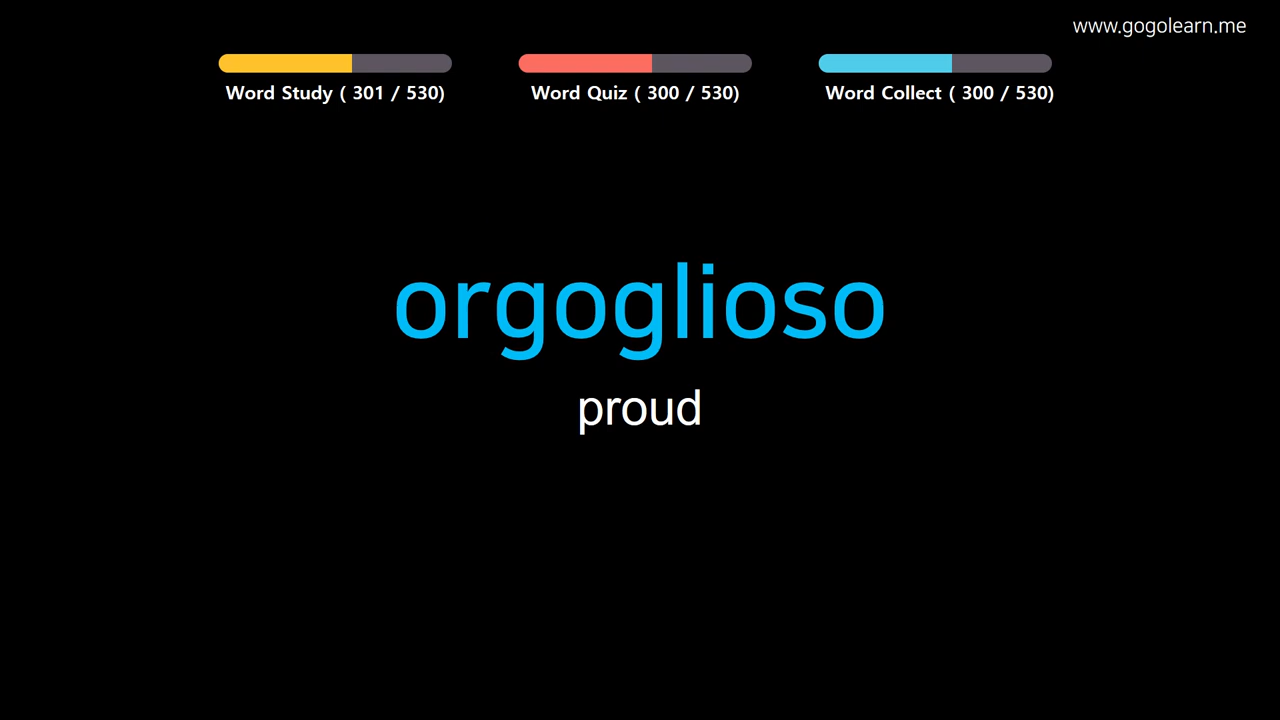 www.gogolearn.me
Word Study ( 301 / 530)
Word Quiz ( 300 / 530)
Word Collect ( 300 / 530)
orgoglioso
proud